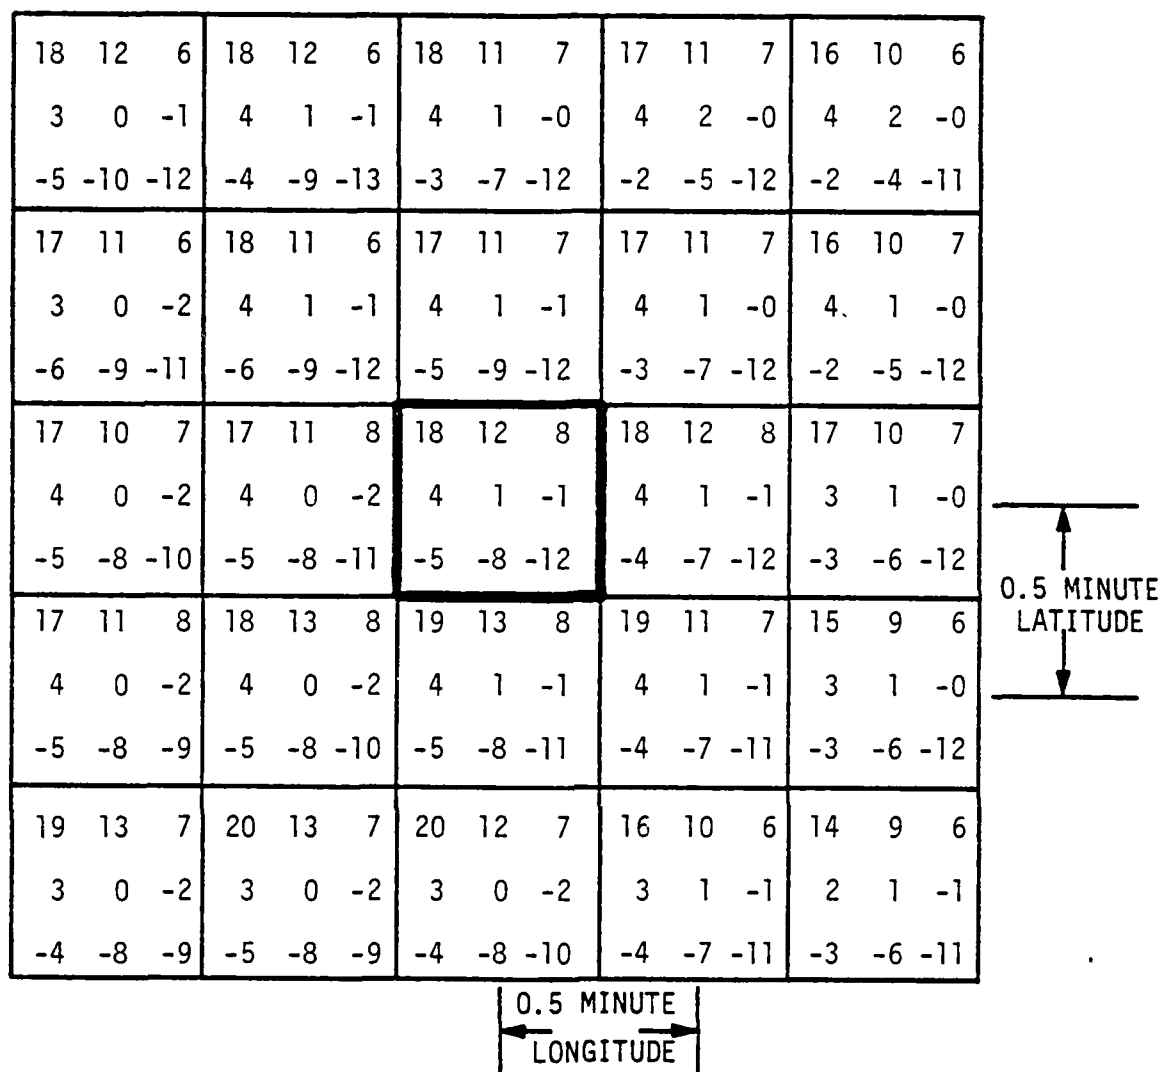 18 12 6 18 12 6 18 11 7 17 11 7 16 10 6
3 0 -1 4 1 -1 4 1 -0 4 2 -0 4 2 -0
-5 -10 -12 -4 -9 -13 -3 -7 -12 -2 -5 -12 -2 -4 -11
17 11 6 18 11 6 17 11 7 17 11 7 16 10 7
3 0 -2 4 1 -1 4 1 -1 4 1 -0 4 1 -0
-6 -9 -11 -6 -9 -12 -5 -9 -12 -3 -7 -12 -2 -5 -12
17 10 7 17 11 8 18 12 8 18 12 8 17 10 7
4 0 -2 4 0 -2 4 1 -1 4 1 -1 3 1 -0
-5 -8 -10 -5 -8 -11 -5 -8 -12 -4 -7 -12 -3 -6 -12
17 11 8 18 13 8 19 13 8 19 11 7 15 9 6
4 0 -2 4 0 -2 4 1 -1 4 1 -1 3 1 -0
-5 -8 -9 -5 -8 -10 -5 -8 -11 -4 -7 -11 -3 -6 -12
19 13 7 20 13 7 20 12 7 16 10 6 14 9 6
3 0 -2 3 0 -2 3 0 -2 3 1 -1 2 1 -1
-4 -8 -9 -5 -8 -9 -4 -8 -10 -4 -7 -11 -3 -6 -11
0.5 MINUTE
LATITUDE
0.5 MINUTE
LONGITUDE